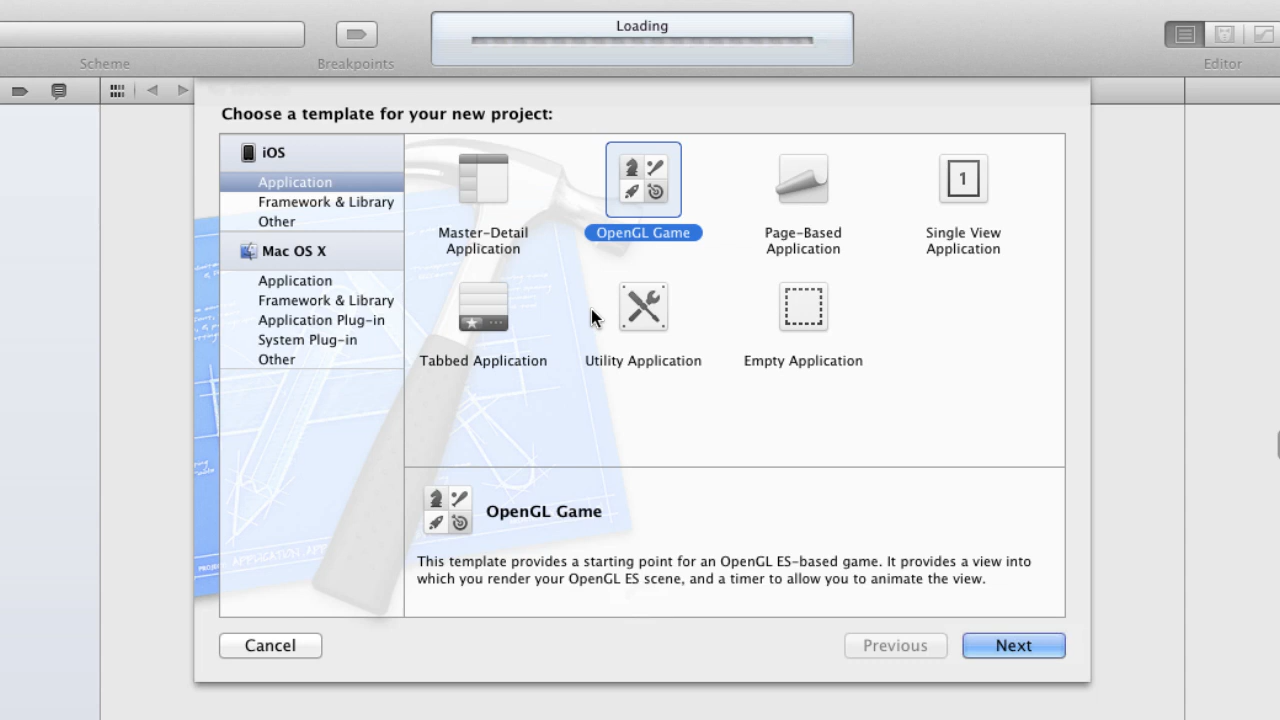 Loading
Scheme
Breakpoints
Editor
Choose a template for your new project:
iOS
Application
Framework & Library
Other
Mac OS X
Application
Framework & Library
Application Plug-in
System Plug-in
Other
Master-Detail
Application
OpenGL Game
Page-Based
Application
1
Single View
Application
Tabbed Application
Utility Application
Empty Application
OpenGL Game
This template provides a starting point for an OpenGL ES-based game. It provides a view into
which you render your OpenGL ES scene, and a timer to allow you to animate the view.
Cancel
Previous
Next